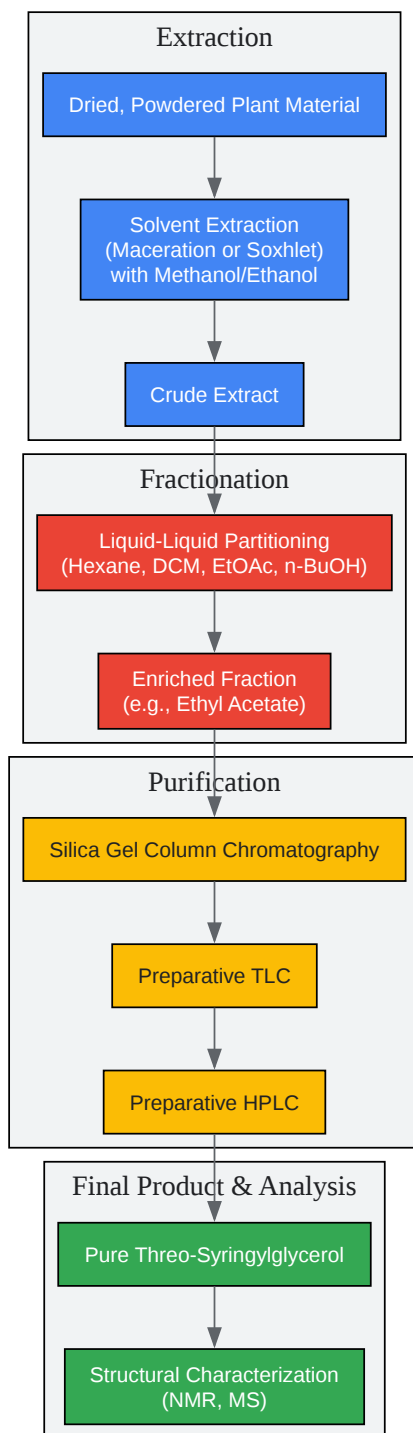 Extraction
Dried, Powdered Plant Material
Solvent Extraction
(Maceration or Soxhlet)
with Methanol/Ethanol
Crude Extract
Fractionation
Liquid-Liquid Partitioning
(Hexane, DCM, EtOAc, n-BuOH)
Enriched Fraction
(e.g., Ethyl Acetate)
Purification
Silica Gel Column Chromatography
Preparative TLC
Preparative HPLC
Final Product & Analysis
Pure Threo-Syringylglycerol
Structural Characterization
(NMR, MS)